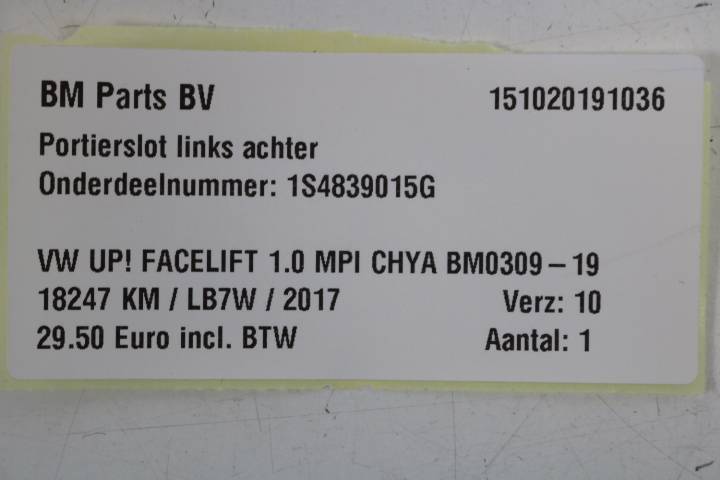 BM Parts BV 151020191036
Portierslot links achter
Onderdeelnummer: 1S4839015G
VW UP! FACELIFT 1.0 MPI CHYA BM0309-19
18247 KM / LB7W / 2017 Verz: 10
29.50 Euro incl. BTW Aantal: 1